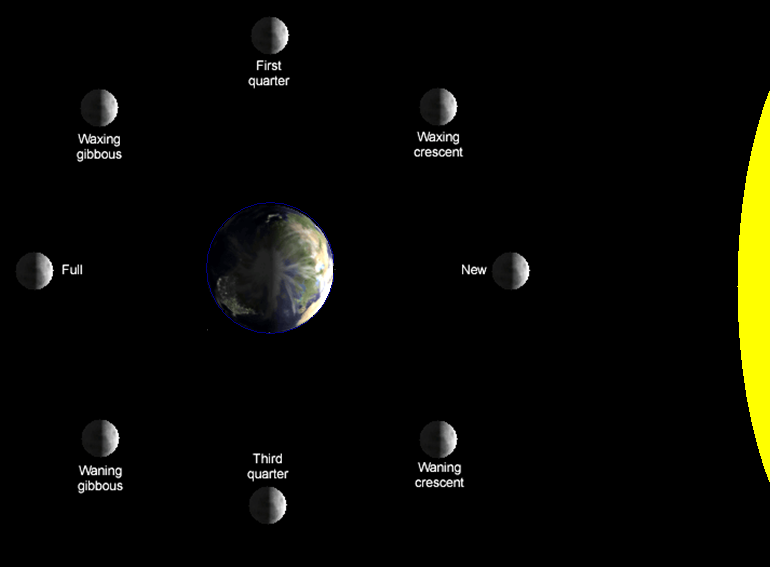 First
quarter
Waxing
gibbous
Waxing
crescent
Full
New
Waning
gibbous
Third
quarter
Waning
crescent